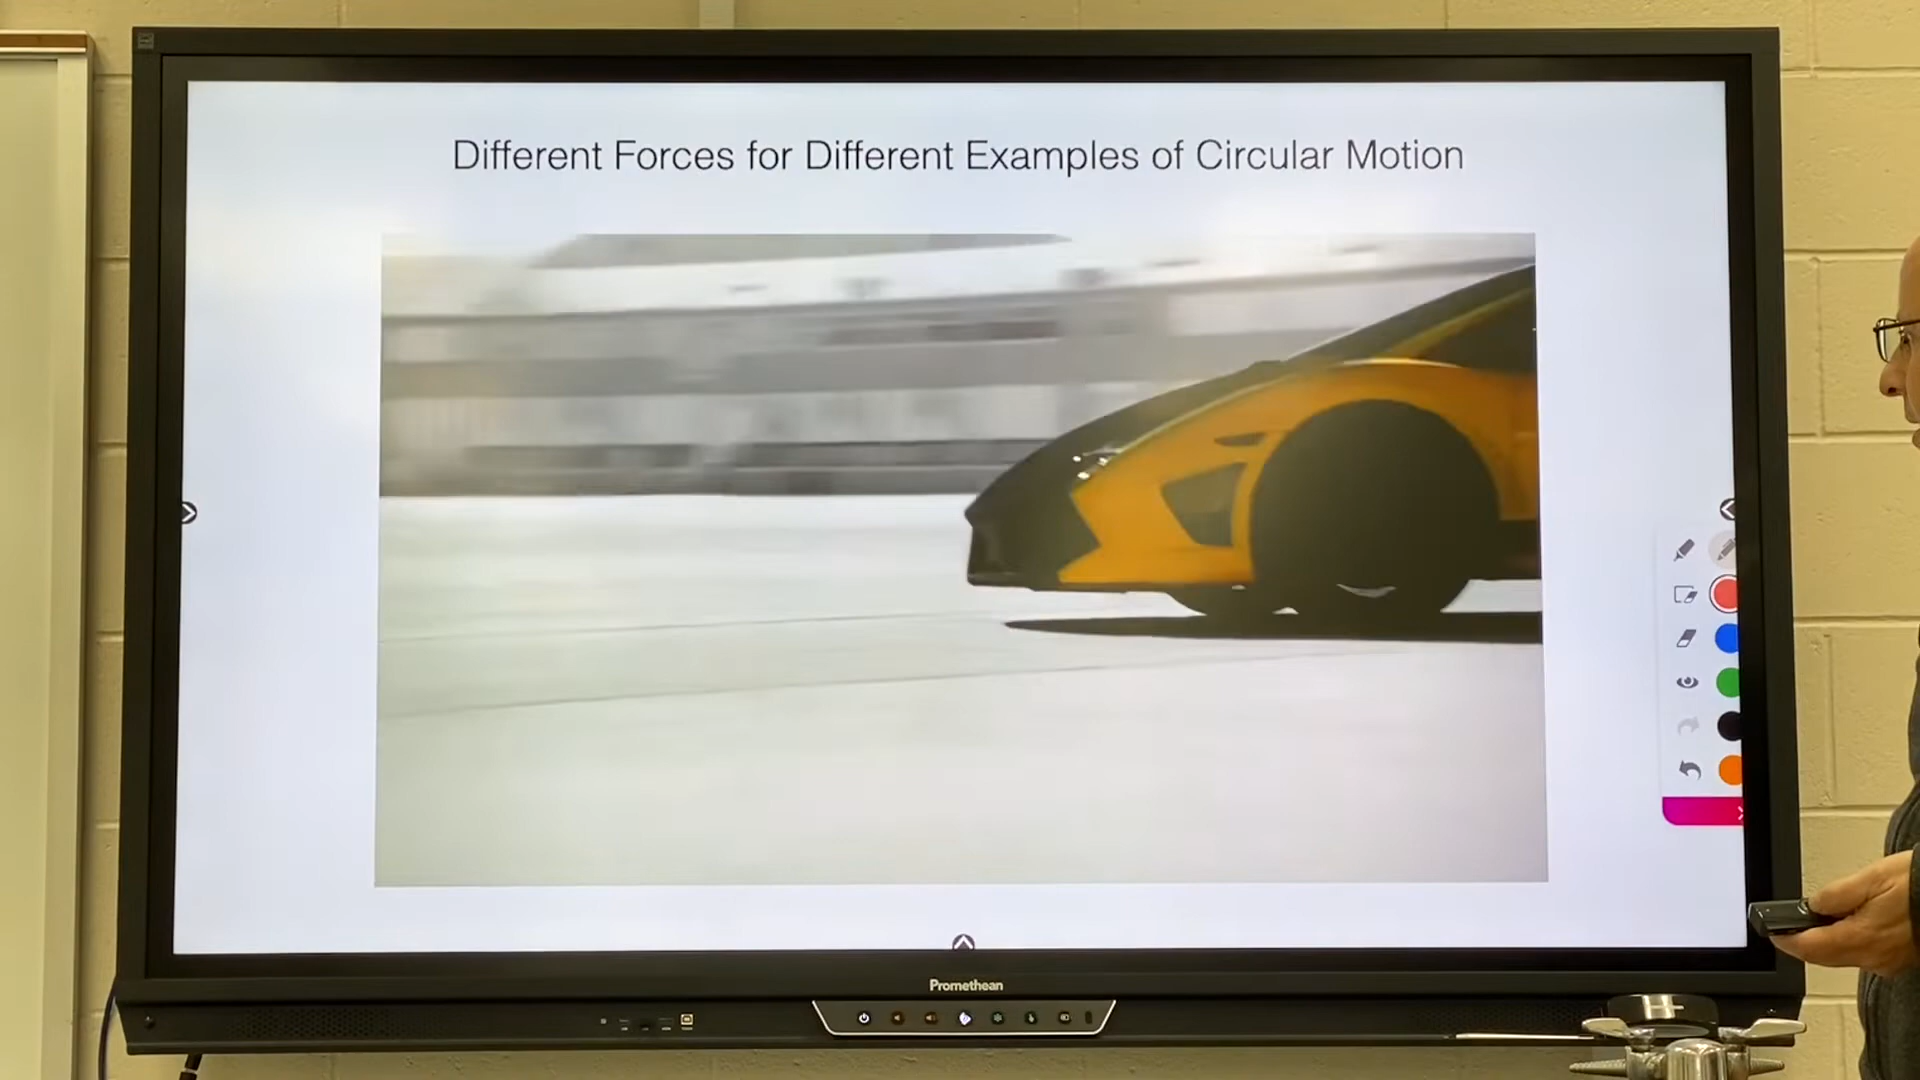 Different Forces for Different Examples of Circular Motion
Promethean